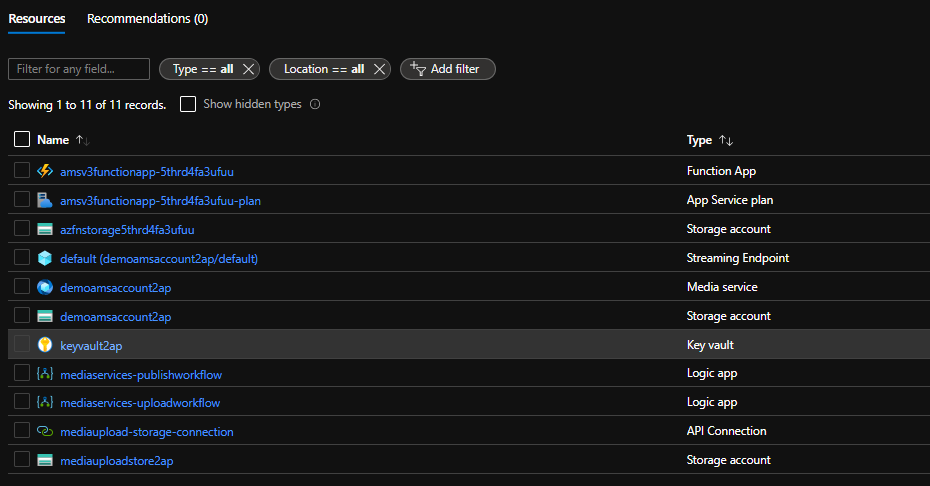 Resources Recommendations (0)
Filter for any field... Type == all Location == all Add filter
Showing 1 to 11 of 11 records. Show hidden types
Name Type
amsv3functionapp-5thrd4fa3ufuu Function App
amsv3functionapp-5thrd4fa3ufuu-plan App Service plan
azfnstorage5thrd4fa3ufuu Storage account
default (demoamsaccount2ap/default) Streaming Endpoint
demoamsaccount2ap Media service
demoamsaccount2ap Storage account
keyvault2ap Key vault
mediaservices-publishworkflow Logic app
mediaservices-uploadworkflow Logic app
mediaupload-storage-connection API Connection
mediauploadstore2ap Storage account